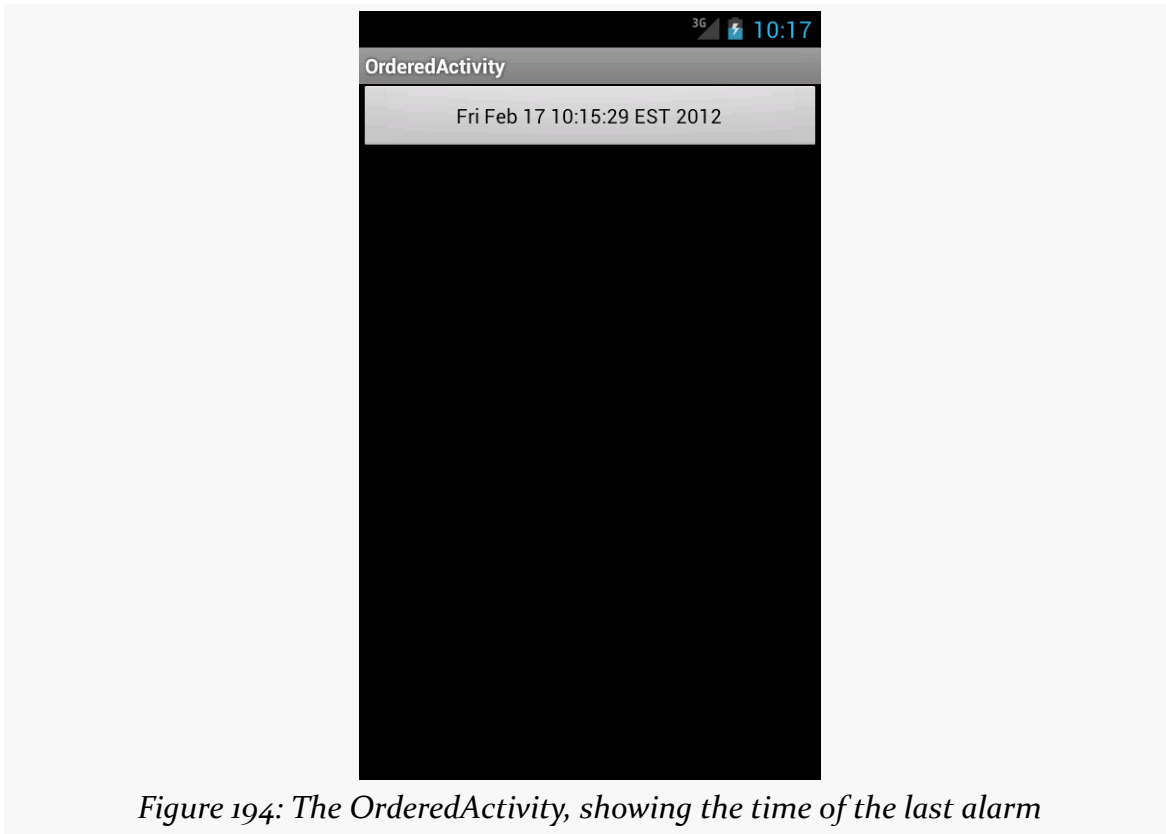 3G 10:17
OrderedActivity
Fri Feb 17 10:15:29 EST 2012
Figure 194: The OrderedActivity, showing the time of the last alarm